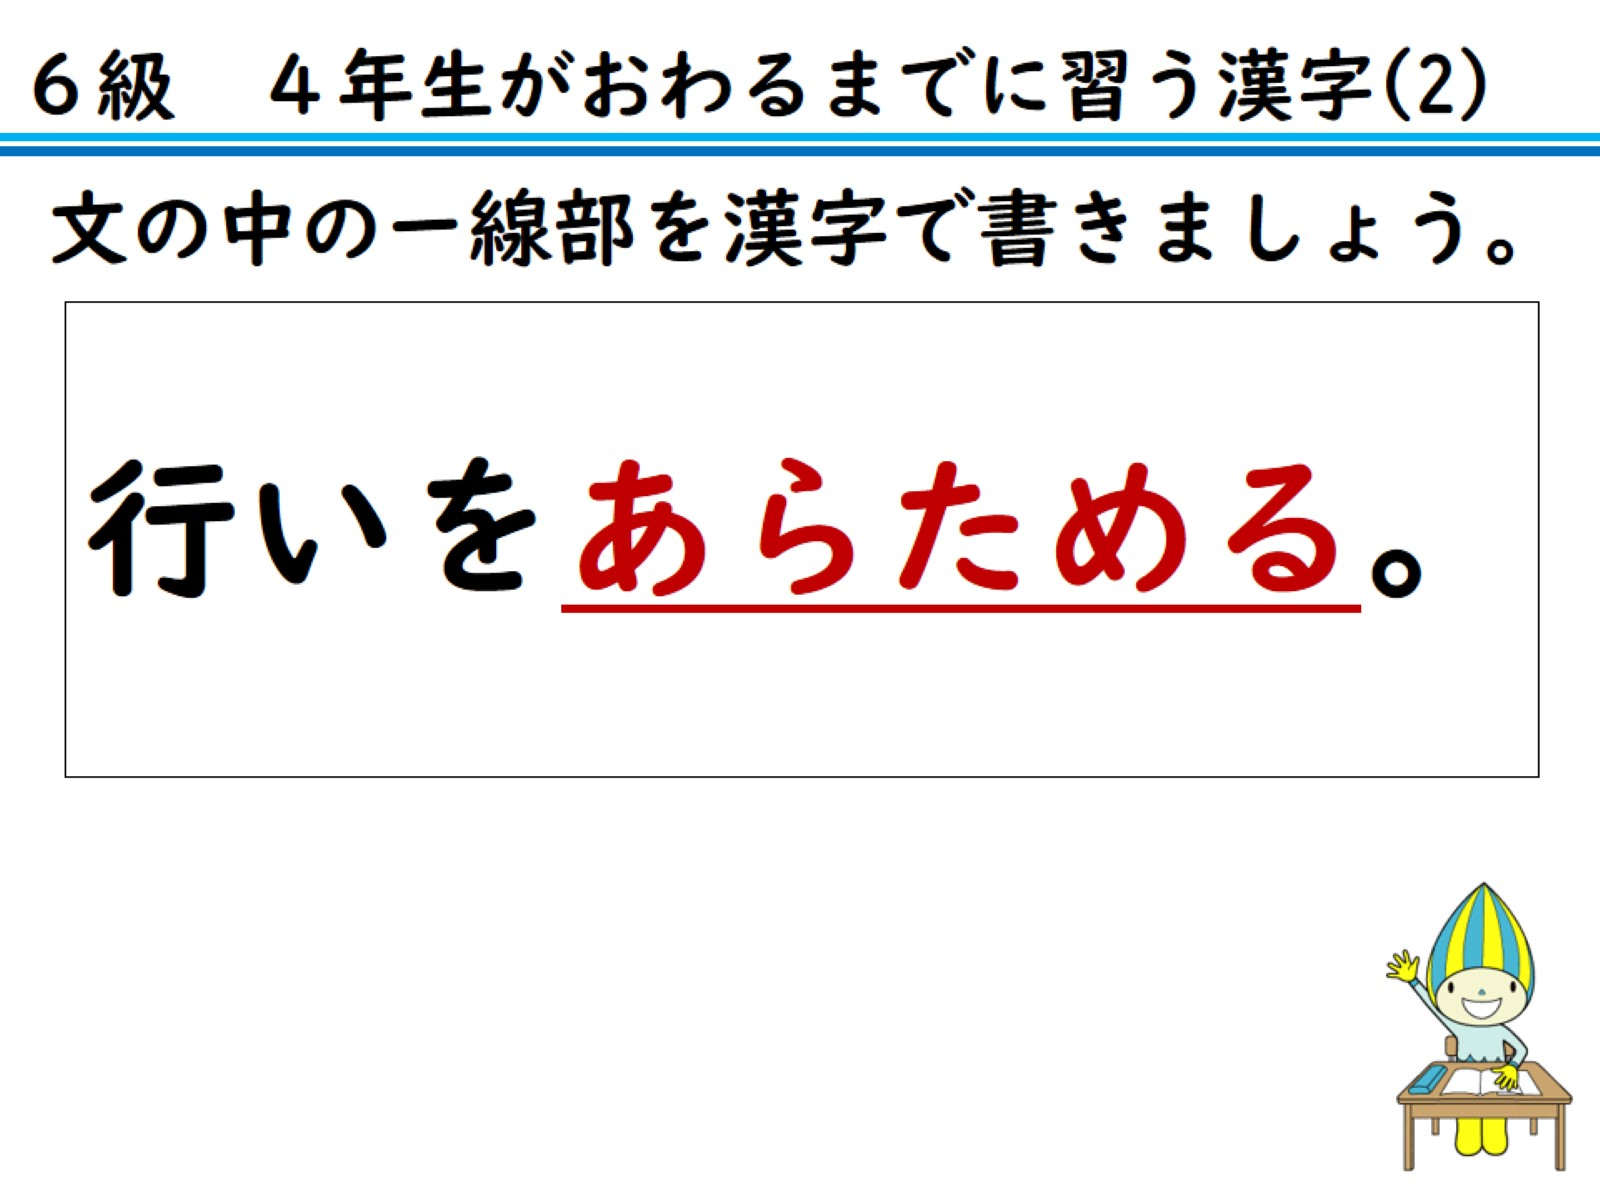 ６級　４年生がおわるまでに習う漢字(2)
文の中の―線部を漢字で書きましょう。
行いをあらためる。